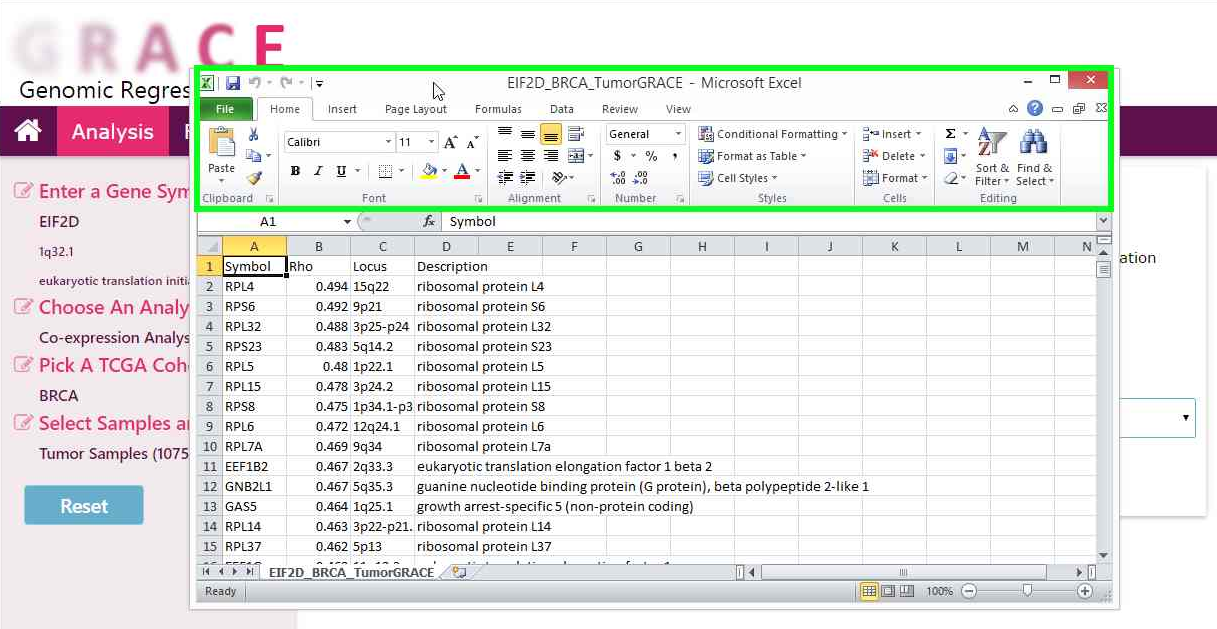 GRACE
Genomic Regres
EIF2D_BRCA_TumorGRACE - Microsoft Excel
File Home Insert Page Layout Formulas Data Review View
Analysis
Paste
Clipboard
Calibri 11
B I U A
Font
Alignment
General
$ % ,
Number
Conditional Formatting
Format as Table
Cell Styles
Styles
Insert
Delete
Format
Cells
Σ
Sort & Filter
Find & Select
Editing
Enter a Gene Sym
EIF2D
1q32.1
eukaryotic translation initi
Choose An Analy
Co-expression Analys
Pick A TCGA Coh
BRCA
Select Samples a
Tumor Samples (1075
Reset
ation
A1 fx Symbol
A B C D E F G H I J K L M N
1 Symbol Rho Locus Description
2 RPL4 0.494 15q22 ribosomal protein L4
3 RPS6 0.492 9p21 ribosomal protein S6
4 RPL32 0.488 3p25-p24 ribosomal protein L32
5 RPS23 0.483 5q14.2 ribosomal protein S23
6 RPL5 0.48 1p22.1 ribosomal protein L5
7 RPL15 0.478 3p24.2 ribosomal protein L15
8 RPS8 0.475 1p34.1-p3 ribosomal protein S8
9 RPL6 0.472 12q24.1 ribosomal protein L6
10 RPL7A 0.469 9q34 ribosomal protein L7a
11 EEF1B2 0.467 2q33.3 eukaryotic translation elongation factor 1 beta 2
12 GNB2L1 0.467 5q35.3 guanine nucleotide binding protein (G protein), beta polypeptide 2-like 1
13 GAS5 0.464 1q25.1 growth arrest-specific 5 (non-protein coding)
14 RPL14 0.463 3p22-p21. ribosomal protein L14
15 RPL37 0.462 5p13 ribosomal protein L37
EIF2D_BRCA_TumorGRACE
Ready 100%